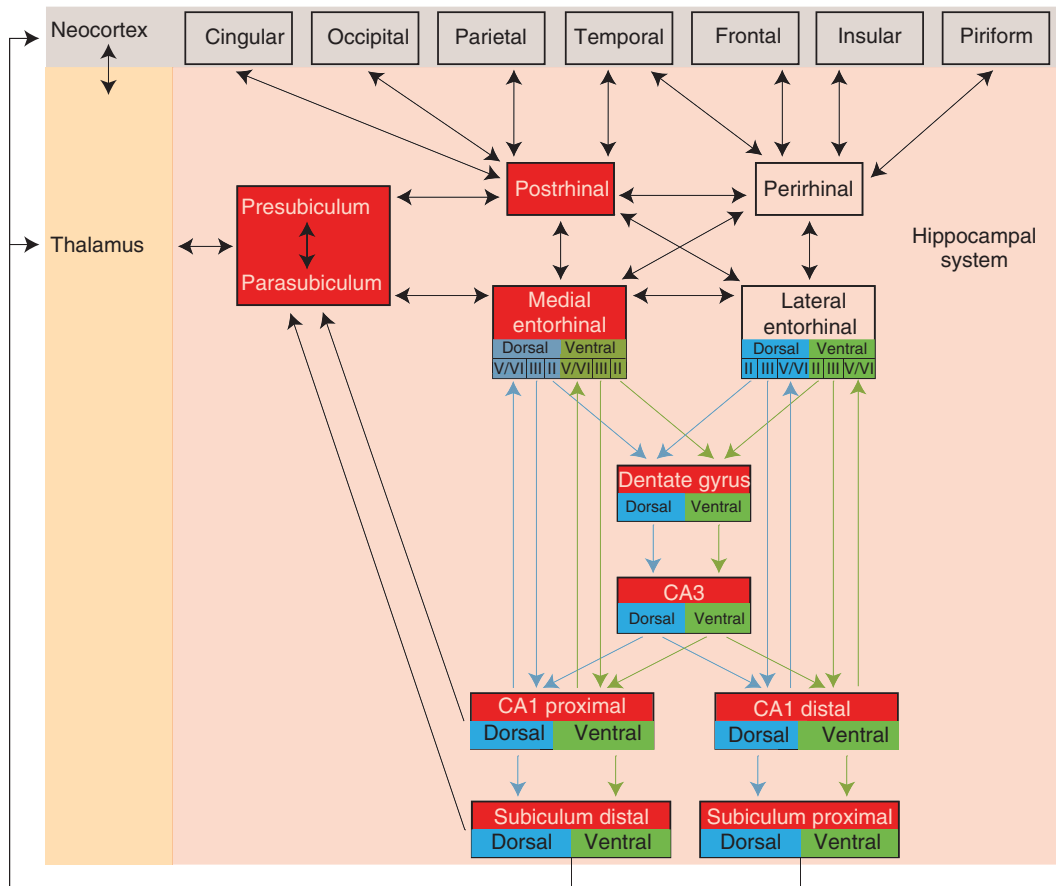 Neocortex
Cingular
Occipital
Parietal
Temporal
Frontal
Insular
Piriform
Postrhinal
Perirhinal
Presubiculum
Parasubiculum
Thalamus
Hippocampal
system
Medial
entorhinal
Dorsal Ventral
V/VI III II V/VI III II
Lateral
entorhinal
Dorsal Ventral
II III V/VI II III V/VI
Dentate gyrus
Dorsal Ventral
CA3
Dorsal Ventral
CA1 proximal
Dorsal Ventral
CA1 distal
Dorsal Ventral
Subiculum distal
Dorsal Ventral
Subiculum proximal
Dorsal Ventral